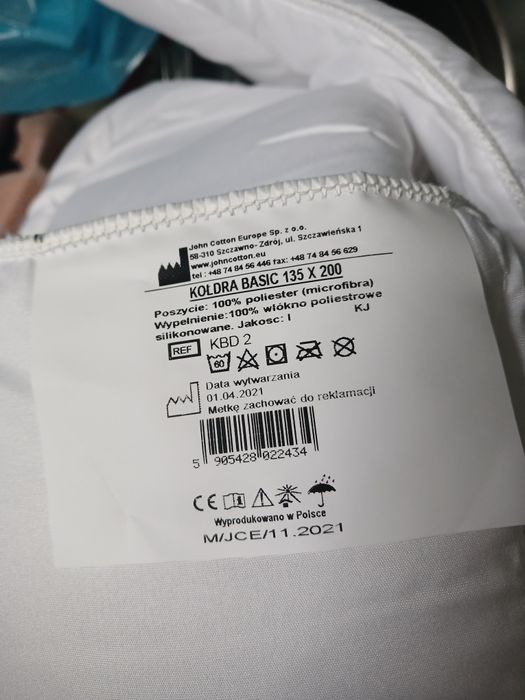 John Cotton Europe Sp. z o.o.
58-310 Szczawno- Zdrój, ul. Szczawieńska 1
www.johncotton.eu
tel : +48 74 84 56 446 fax: +48 74 84 56 629
KOŁDRA BASIC 135 X 200
Poszycie: 100% poliester (microfibra)
Wypełnienie:100% włókno poliestrowe
silikonowane. Jakosc: I KJ
REF KBD 2
60
Data wytwarzania
01.04.2021
Metkę zachować do reklamacji
5 905428 022434
CE
Wyprodukowano w Polsce
M/JCE/11.2021